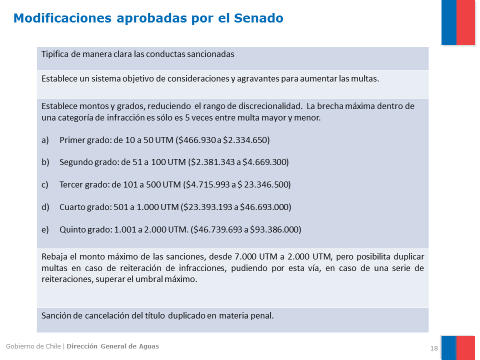 Modificaciones aprobadas por el Senado
Tipifica de manera clara las conductas sancionadas
Establece un sistema objetivo de consideraciones y agravantes para aumentar las multas.
Establece montos y grados, reduciendo el rango de discrecionalidad. La brecha máxima dentro de
una categoría de infracción es sólo es 5 veces entre multa mayor y menor.
a) Primer grado: de 10 a 50 UTM ($466.930 a $2.334.650)
b) Segundo grado: de 51 a 100 UTM ($2.381.343 a $4.669.300)
c) Tercer grado: de 101 a 500 UTM ($4.715.993 a $ 23.346.500)
d) Cuarto grado: 501 a 1.000 UTM ($23.393.193 a $46.693.000)
e) Quinto grado: 1.001 a 2.000 UTM. ($46.739.693 a $93.386.000)
Rebaja el monto máximo de las sanciones, desde 7.000 UTM a 2.000 UTM, pero posibilita duplicar
multas en caso de reiteración de infracciones, pudiendo por esta vía, en caso de una serie de
reiteraciones, superar el umbral máximo.
Sanción de cancelación del título duplicado en materia penal.
Gobierno de Chile | Dirección General de Aguas
18